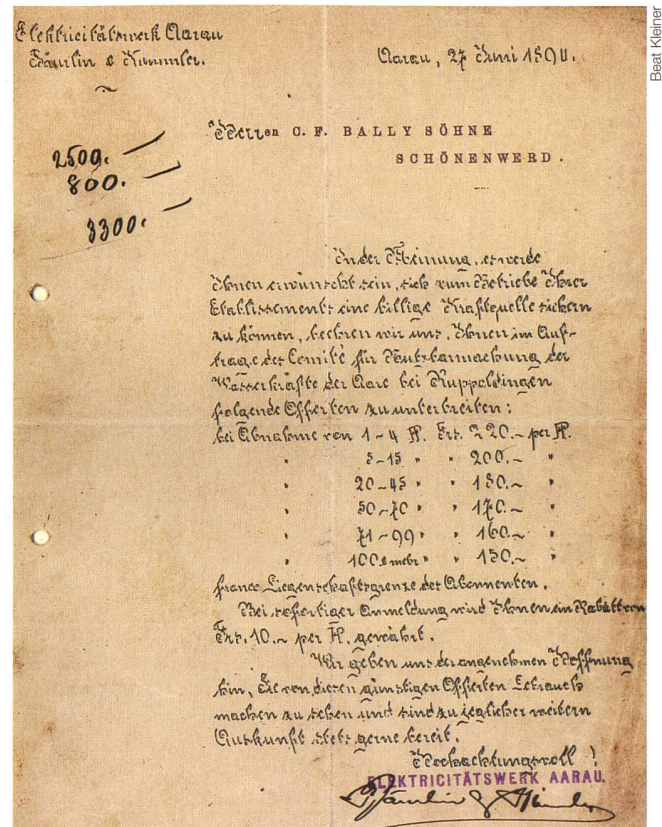 Elektricitätswerk Aarau
Täuslin & Kummler.
Aarau, 27 Juni 1890.
Beat Kleiner
Herren C. F. BALLY SÖHNE
SCHÖNENWERD.
2500.
800.
3300.
In der Meinung, es werde
Ihnen erwünscht sein, sich zum Betriebe Ihrer
Etablissements eine billige Kraftquelle sichern
zu können, beehren wir uns, Ihnen im Auf-
trage des Comité für Nutzbarmachung der
Wasserkräfte der Aare bei Ruppoldingen
folgende Offerten zu unterbreiten:
bei Abnahme von 1-4 HP. Frs. 220.- per HP.
" 5-15 " " 200.- "
" 20-45 " " 180.- "
" 50-70 " " 170.- "
" 71-99 " " 160.- "
" 100 & mehr " " 150.- "
franco Liegenschaftsgrenze des Abonnenten.
Bei sofortiger Anmeldung wird Ihnen ein Rabatt von
Frs. 10.- per HP. gewährt.
Wir geben uns der angenehmen Hoffnung
hin, Sie von diesen günstigen Offerten Gebrauch
machen zu sehen und sind zu jeglicher weitern
Auskunft stets gerne bereit.
Hochachtungsvoll!
ELEKTRICITÄTSWERK AARAU.